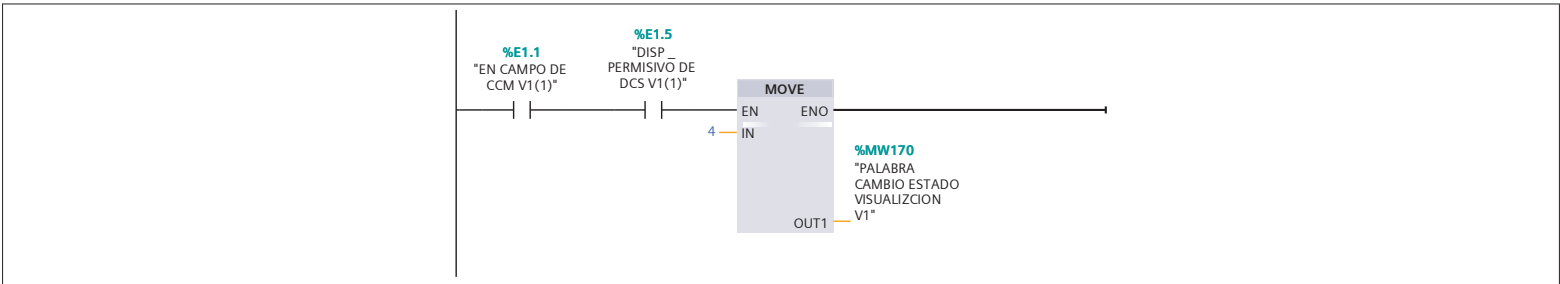 %E1.1
"EN CAMPO DE
CCM V1(1)"
%E1.5
"DISP _
PERMISIVO DE
DCS V1(1)"
MOVE
EN ENO
4 IN
%MW170
"PALABRA
CAMBIO ESTADO
VISUALIZCION
V1"
OUT1